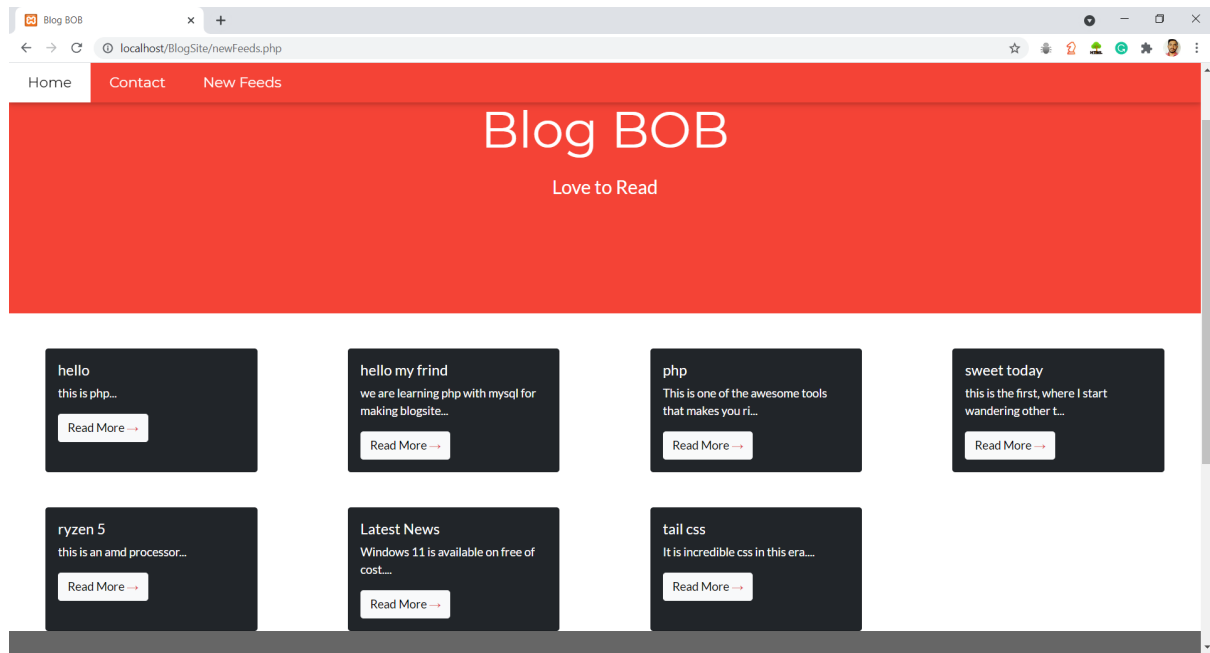 Blog BOB
localhost/BlogSite/newFeeds.php
Home Contact New Feeds
Blog BOB
Love to Read
hello
this is php...
Read More→
hello my frind
we are learning php with mysql for
making blogsite...
Read More→
php
This is one of the awesome tools
that makes you ri...
Read More→
sweet today
this is the first, where I start
wandering other t...
Read More→
ryzen 5
this is an amd processor...
Read More→
Latest News
Windows 11 is available on free of
cost....
Read More→
tail css
It is incredible css in this era....
Read More→